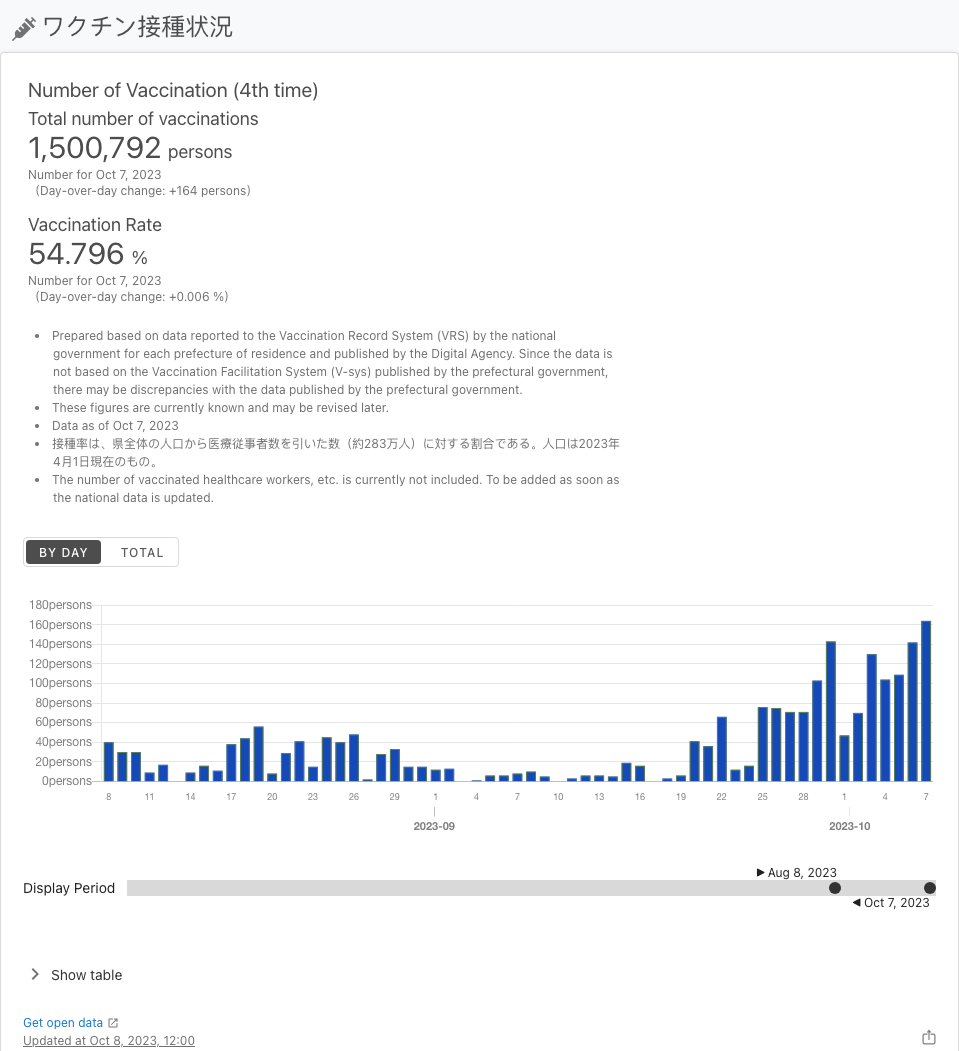 ワクチン接種状況
Number of Vaccination (4th time)
Total number of vaccinations
1,500,792 persons
Number for Oct 7, 2023
(Day-over-day change: +164 persons)
Vaccination Rate
54.796 %
Number for Oct 7, 2023
(Day-over-day change: +0.006 %)
• Prepared based on data reported to the Vaccination Record System (VRS) by the national
government for each prefecture of residence and published by the Digital Agency. Since the data is
not based on the Vaccination Facilitation System (V-sys) published by the prefectural government,
there may be discrepancies with the data published by the prefectural government.
• These figures are currently known and may be revised later.
• Data as of Oct 7, 2023
• 接種率は、県全体の人口から医療従事者数を引いた数（約283万人）に対する割合である。人口は2023年
4月1日現在のもの。
• The number of vaccinated healthcare workers, etc. is currently not included. To be added as soon as
the national data is updated.
BY DAY TOTAL
180persons
160persons
140persons
120persons
100persons
80persons
60persons
40persons
20persons
0persons
8 11 14 17 20 23 26 29 1 4 7 10 13 16 19 22 25 28 1 4 7
2023-09 2023-10
Aug 8, 2023
Display Period
Oct 7, 2023
Show table
Get open data
Updated at Oct 8, 2023, 12:00